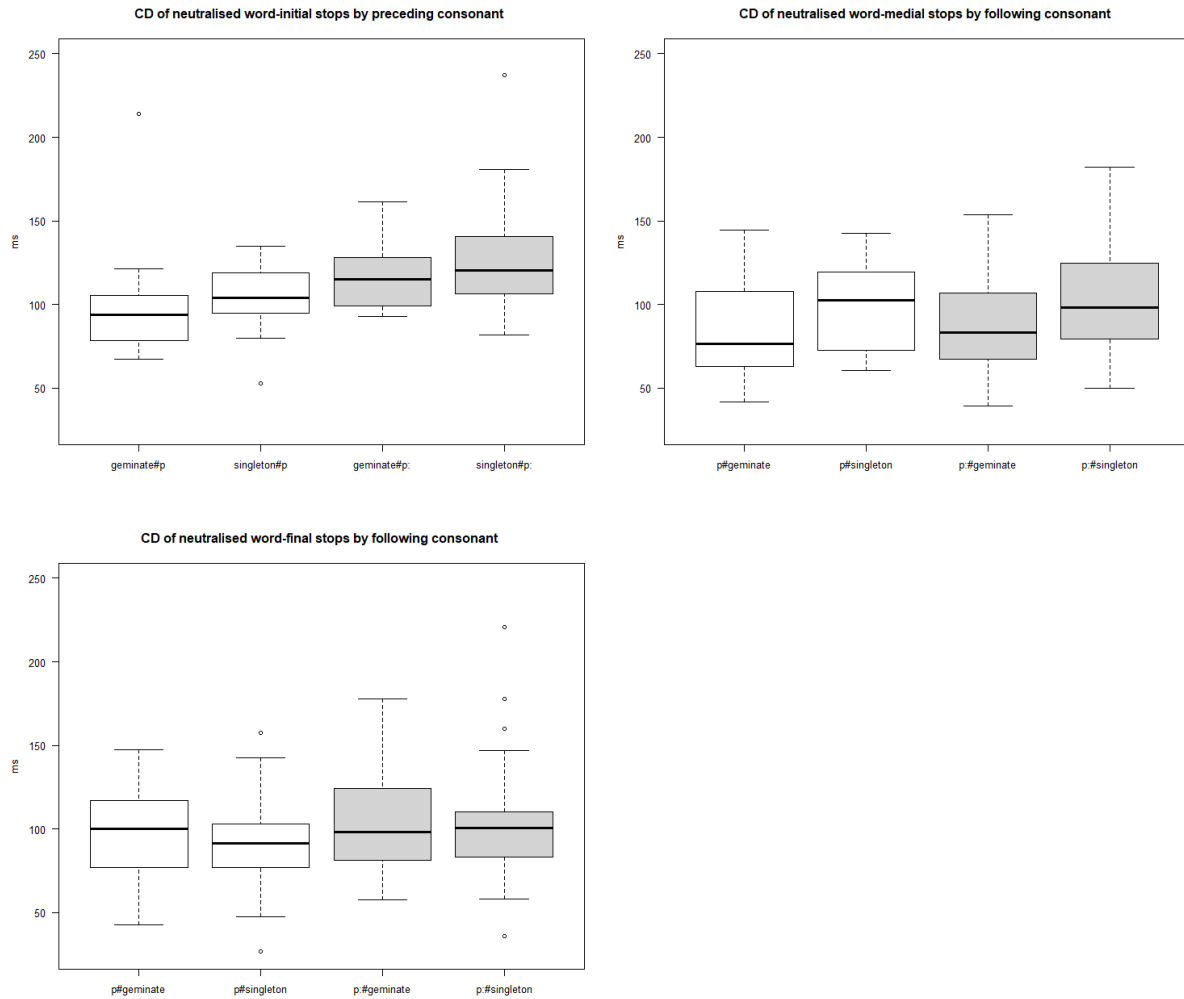 CD of neutralised word-initial stops by preceding consonant
250
200
150
100
50
ms
geminate#p singleton#p geminate#p: singleton#p:
CD of neutralised word-medial stops by following consonant
250
200
150
100
50
ms
p#geminate p#singleton p:#geminate p:#singleton
CD of neutralised word-final stops by following consonant
250
200
150
100
50
ms
p#geminate p#singleton p:#geminate p:#singleton